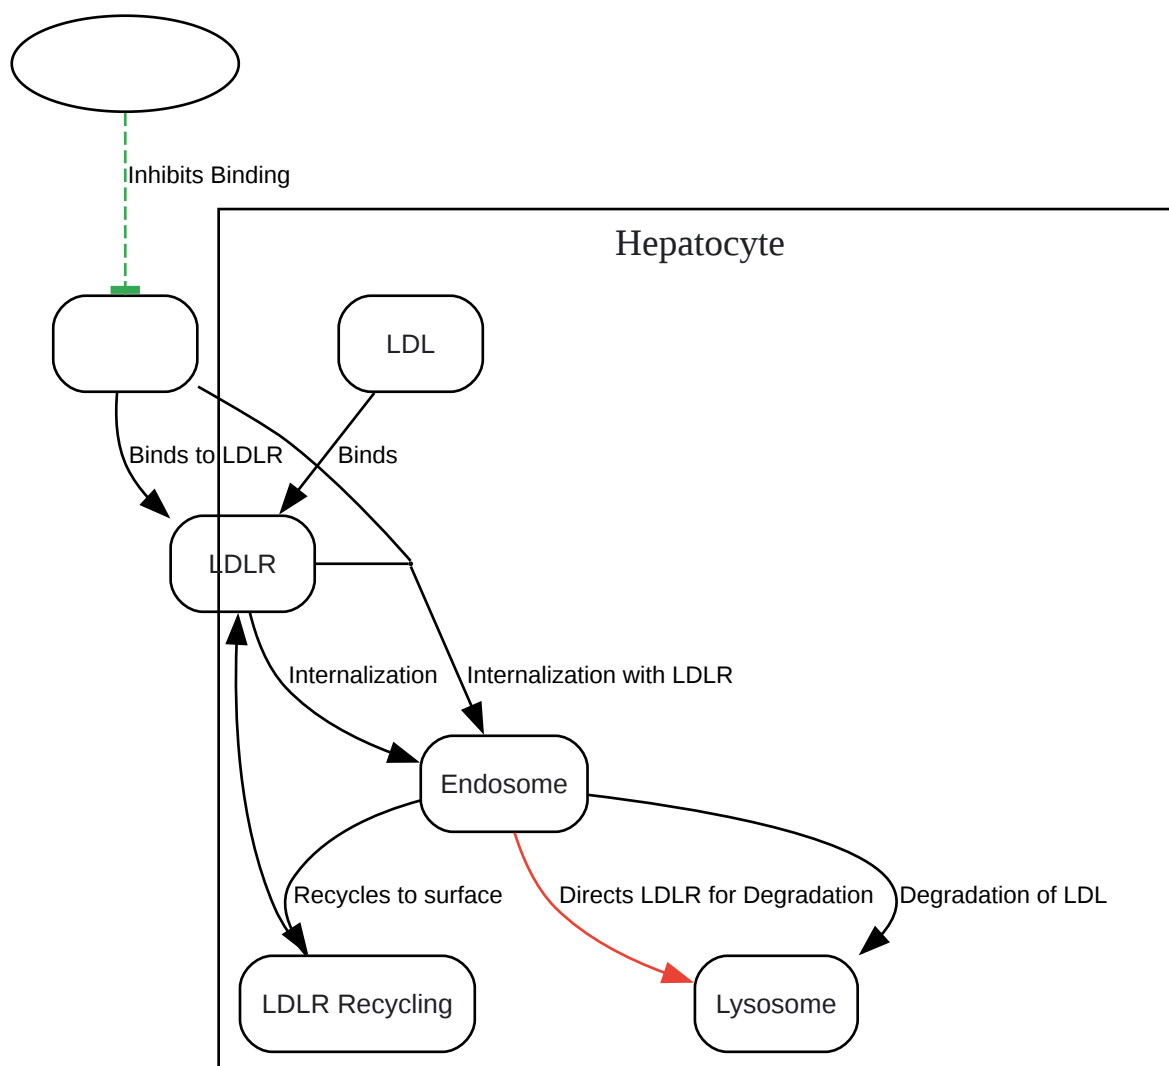 Inhibits Binding
Hepatocyte
LDL
Binds to LDLR
Binds
LDLR
Internalization
Internalization with LDLR
Endosome
Recycles to surface
Directs LDLR for Degradation
Degradation of LDL
LDLR Recycling
Lysosome